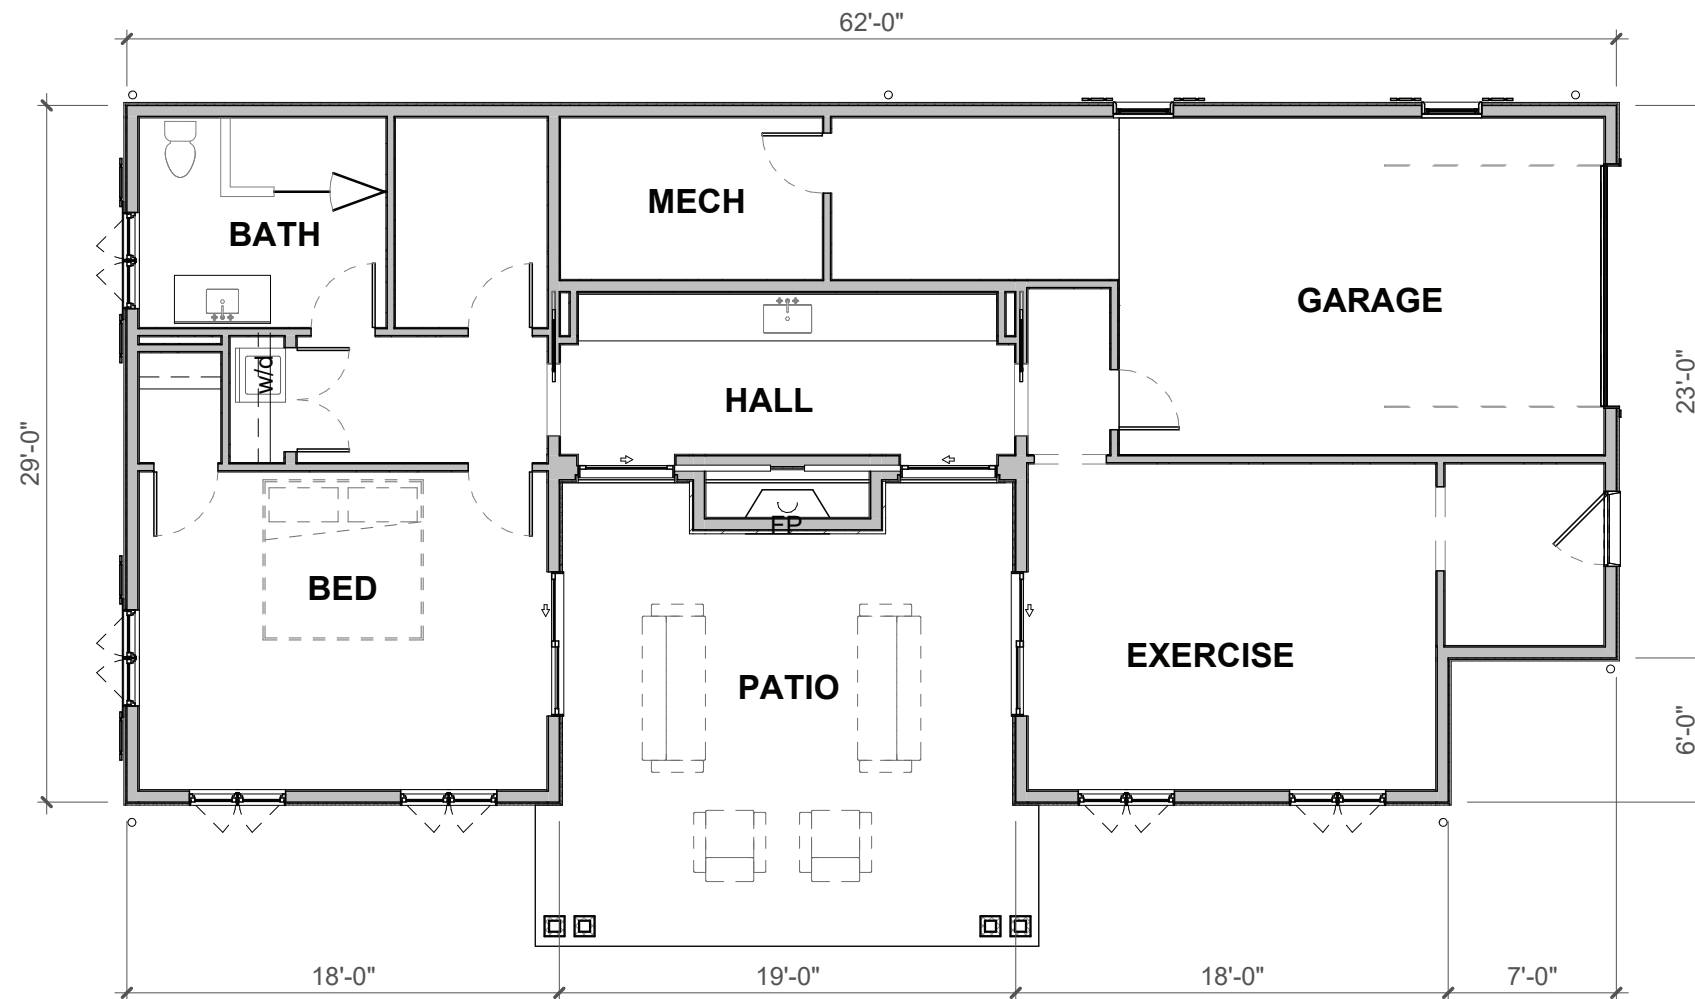 62'-0"
MECH
BATH
GARAGE
w/d
HALL
23'-0"
29'-0"
FP
BED
EXERCISE
PATIO
6'-0"
18'-0"
19'-0"
18'-0"
7'-0"